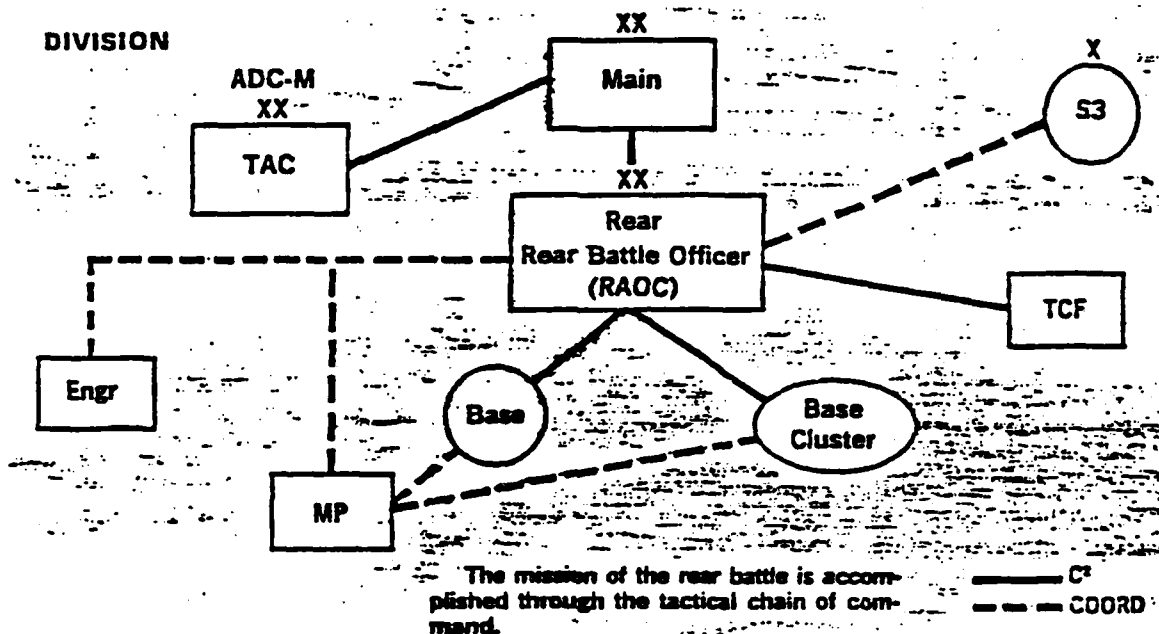 DIVISION
XX
Main
ADC-M
XX
TAC
X
S3
XX
Rear
Rear Battle Officer
(RAOC)
TCF
Engr
Base
Base
Cluster
MP
The mission of the rear battle is accom-
plished through the tactical chain of com-
mand.
C²
COORD